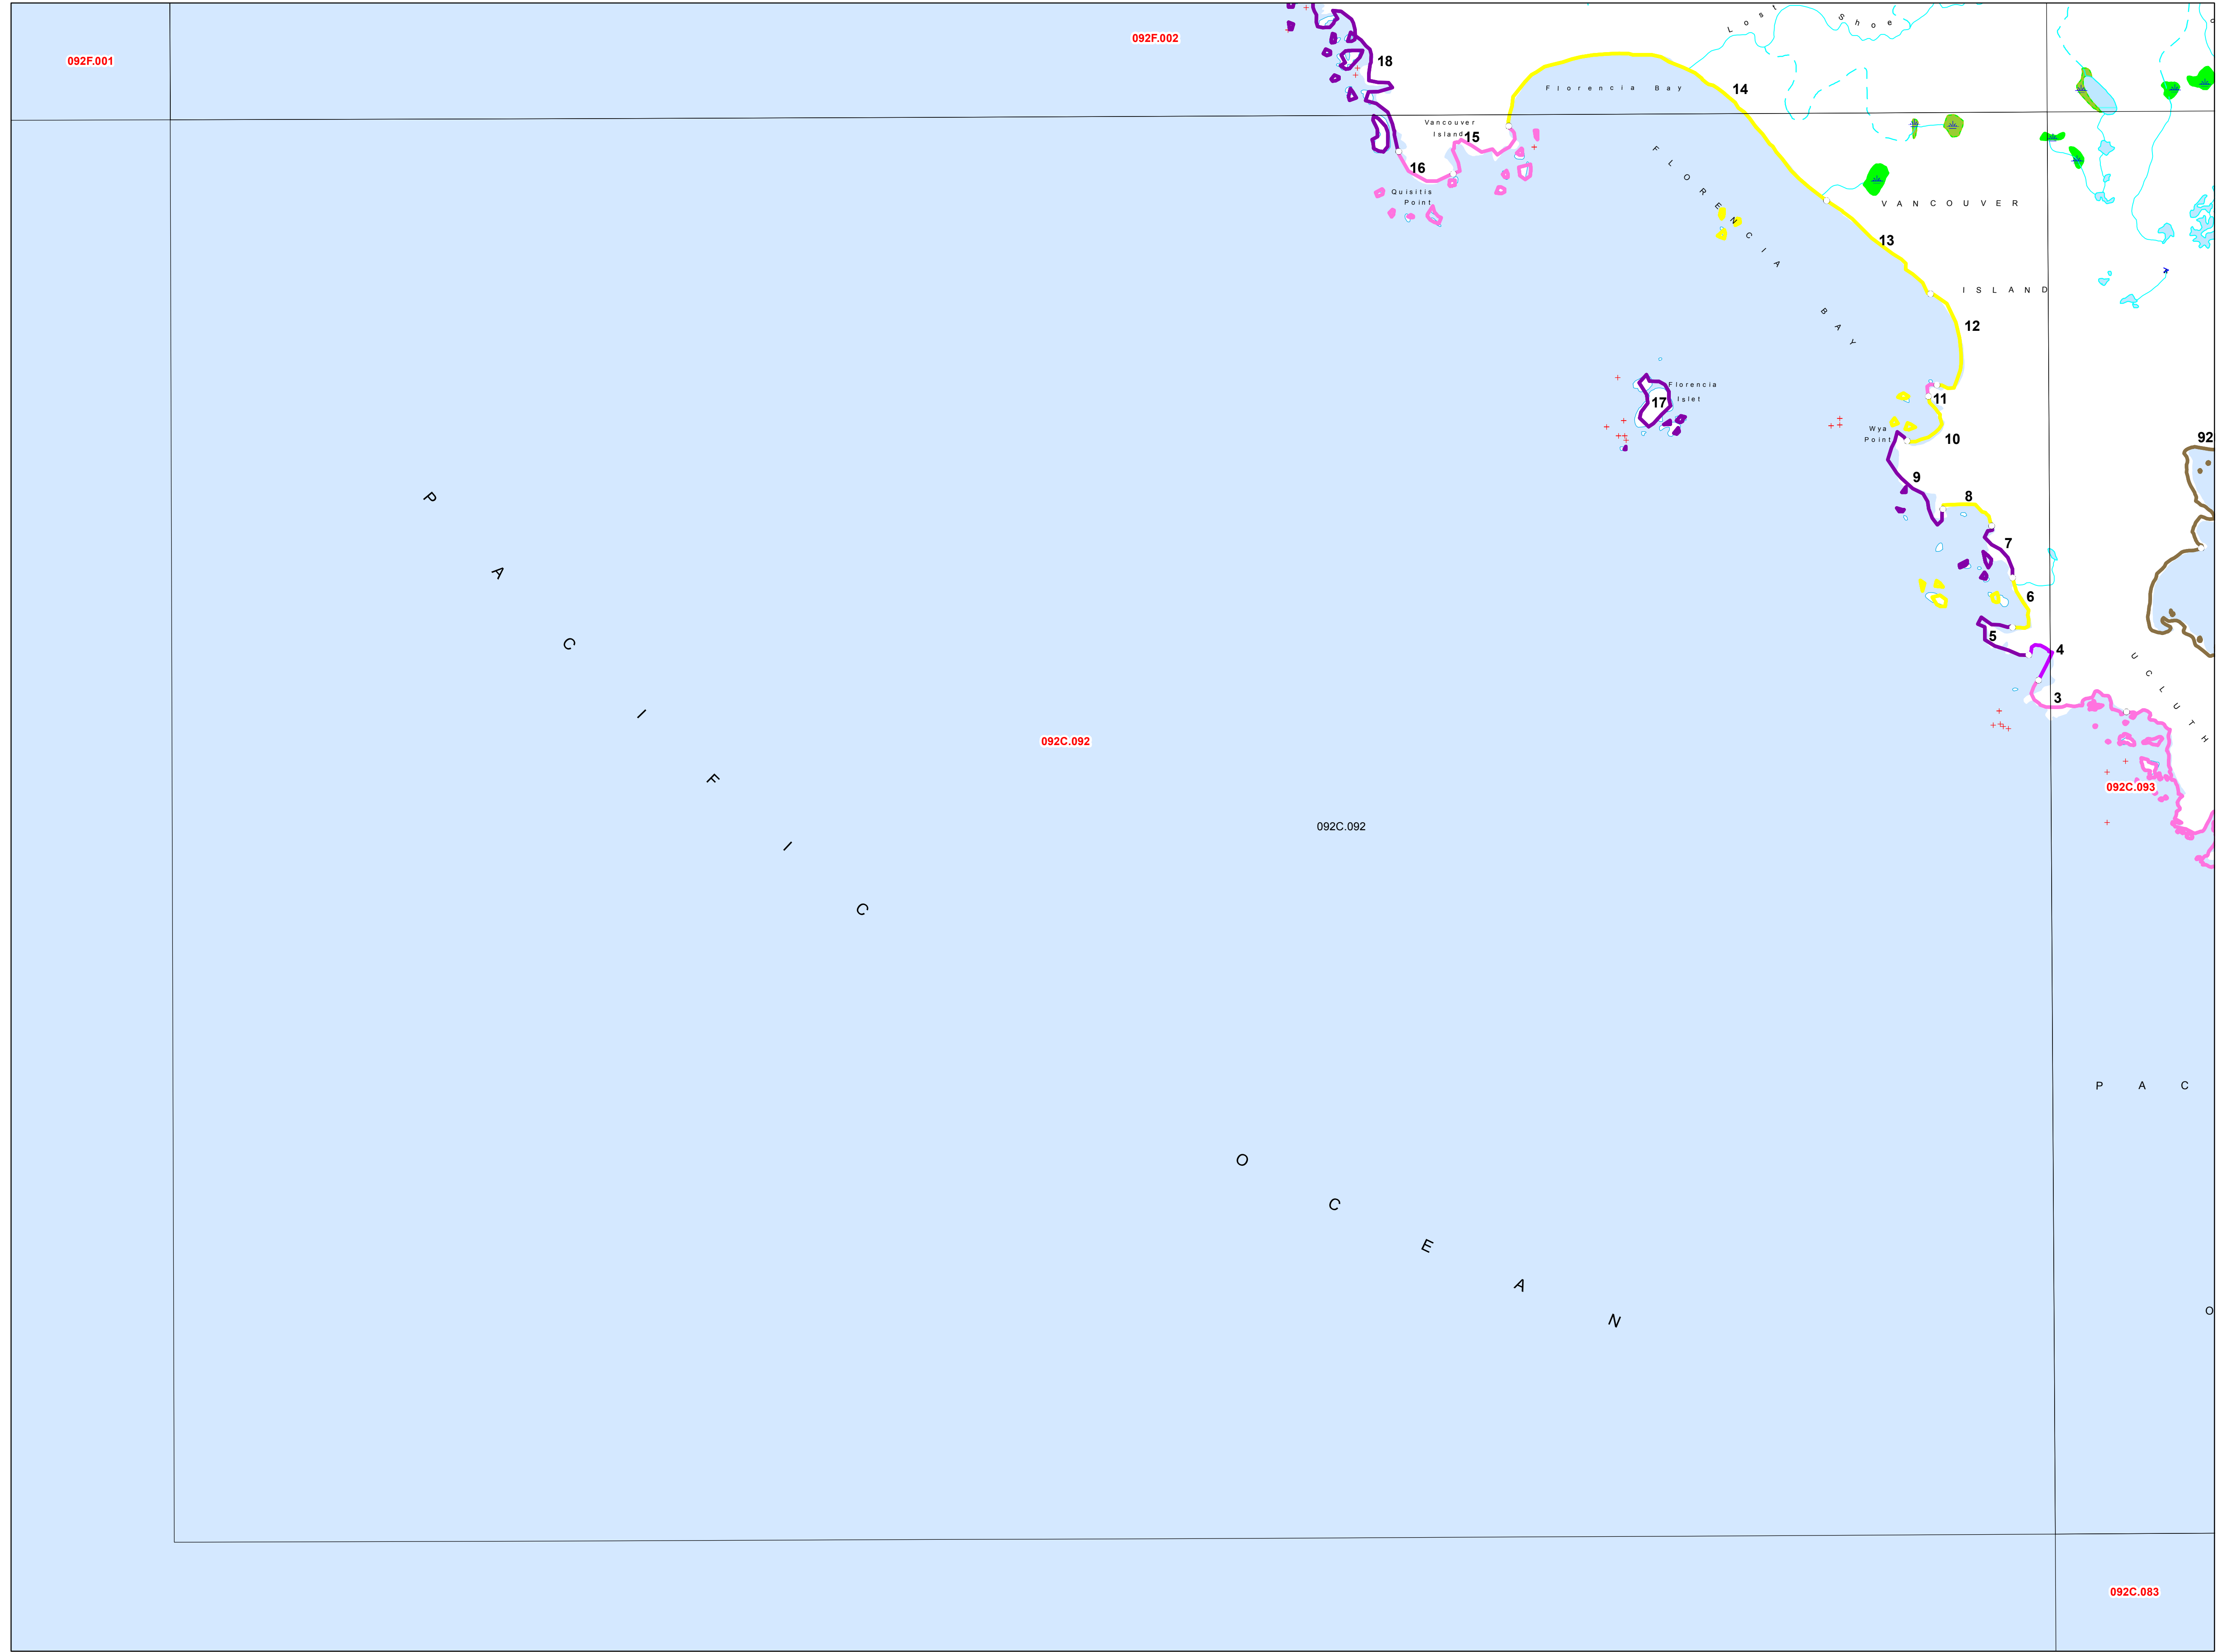 Lost Shoe
092F.002
092F.001
18
14
Florencia Bay
Vancouver
Island
15
16
Quisitis
Point
FLORENCIA BAY
VANCOUVER
13
ISLAND
12
Florencia
Islet
17
11
Wya
Point
10
92
9
8
7
6
5
4
3
UCLUTH
092C.092
092C.093
092C.092
PACIFIC
OCEAN
PAC
O
092C.083